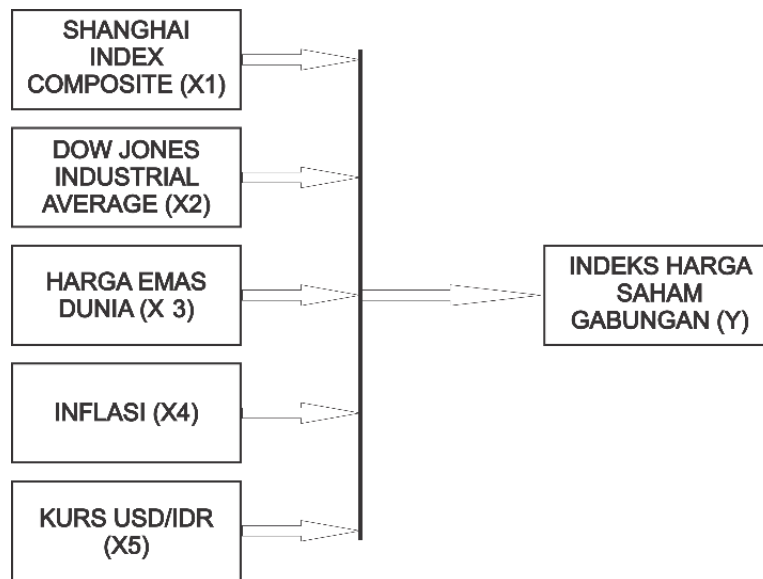 SHANGHAI
INDEX
COMPOSITE (X1)
DOW JONES
INDUSTRIAL
AVERAGE (X2)
HARGA EMAS
DUNIA (X 3)
INFLASI (X4)
KURS USD/IDR
(X5)
INDEKS HARGA
SAHAM
GABUNGAN (Y)